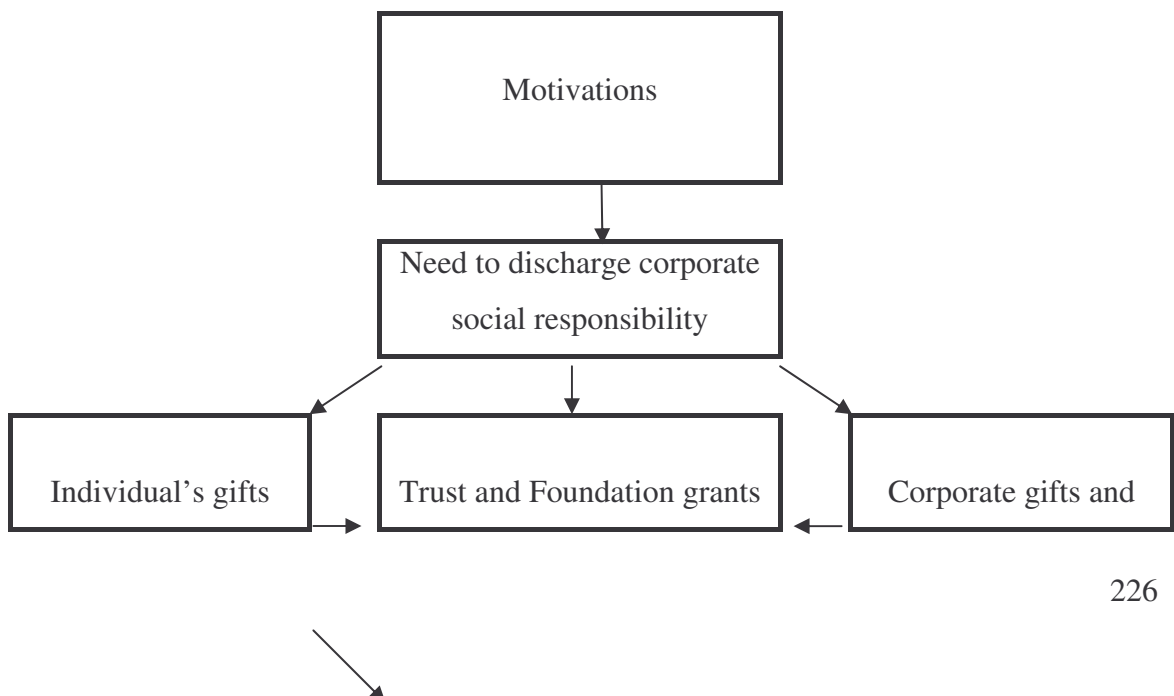 Motivations
Need to discharge corporate
social responsibility
Individual’s gifts
Trust and Foundation grants
Corporate gifts and
226